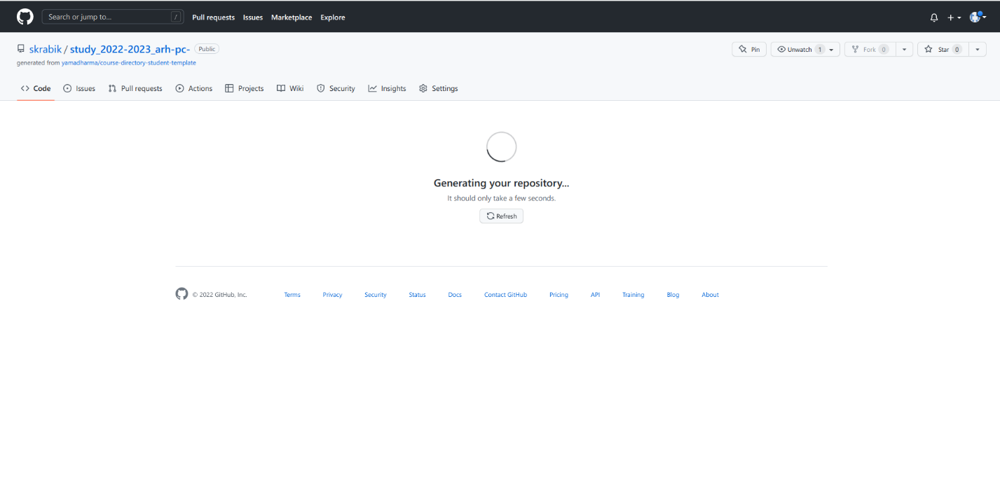 Search or jump to... / Pull requests Issues Marketplace Explore
skrabik / study_2022-2023_arh-pc- Public Pin Unwatch 1 Fork 0 Star 0
generated from yamadharma/course-directory-student-template
Code Issues Pull requests Actions Projects Wiki Security Insights Settings
Generating your repository...
It should only take a few seconds.
Refresh
© 2022 GitHub, Inc. Terms Privacy Security Status Docs Contact GitHub Pricing API Training Blog About